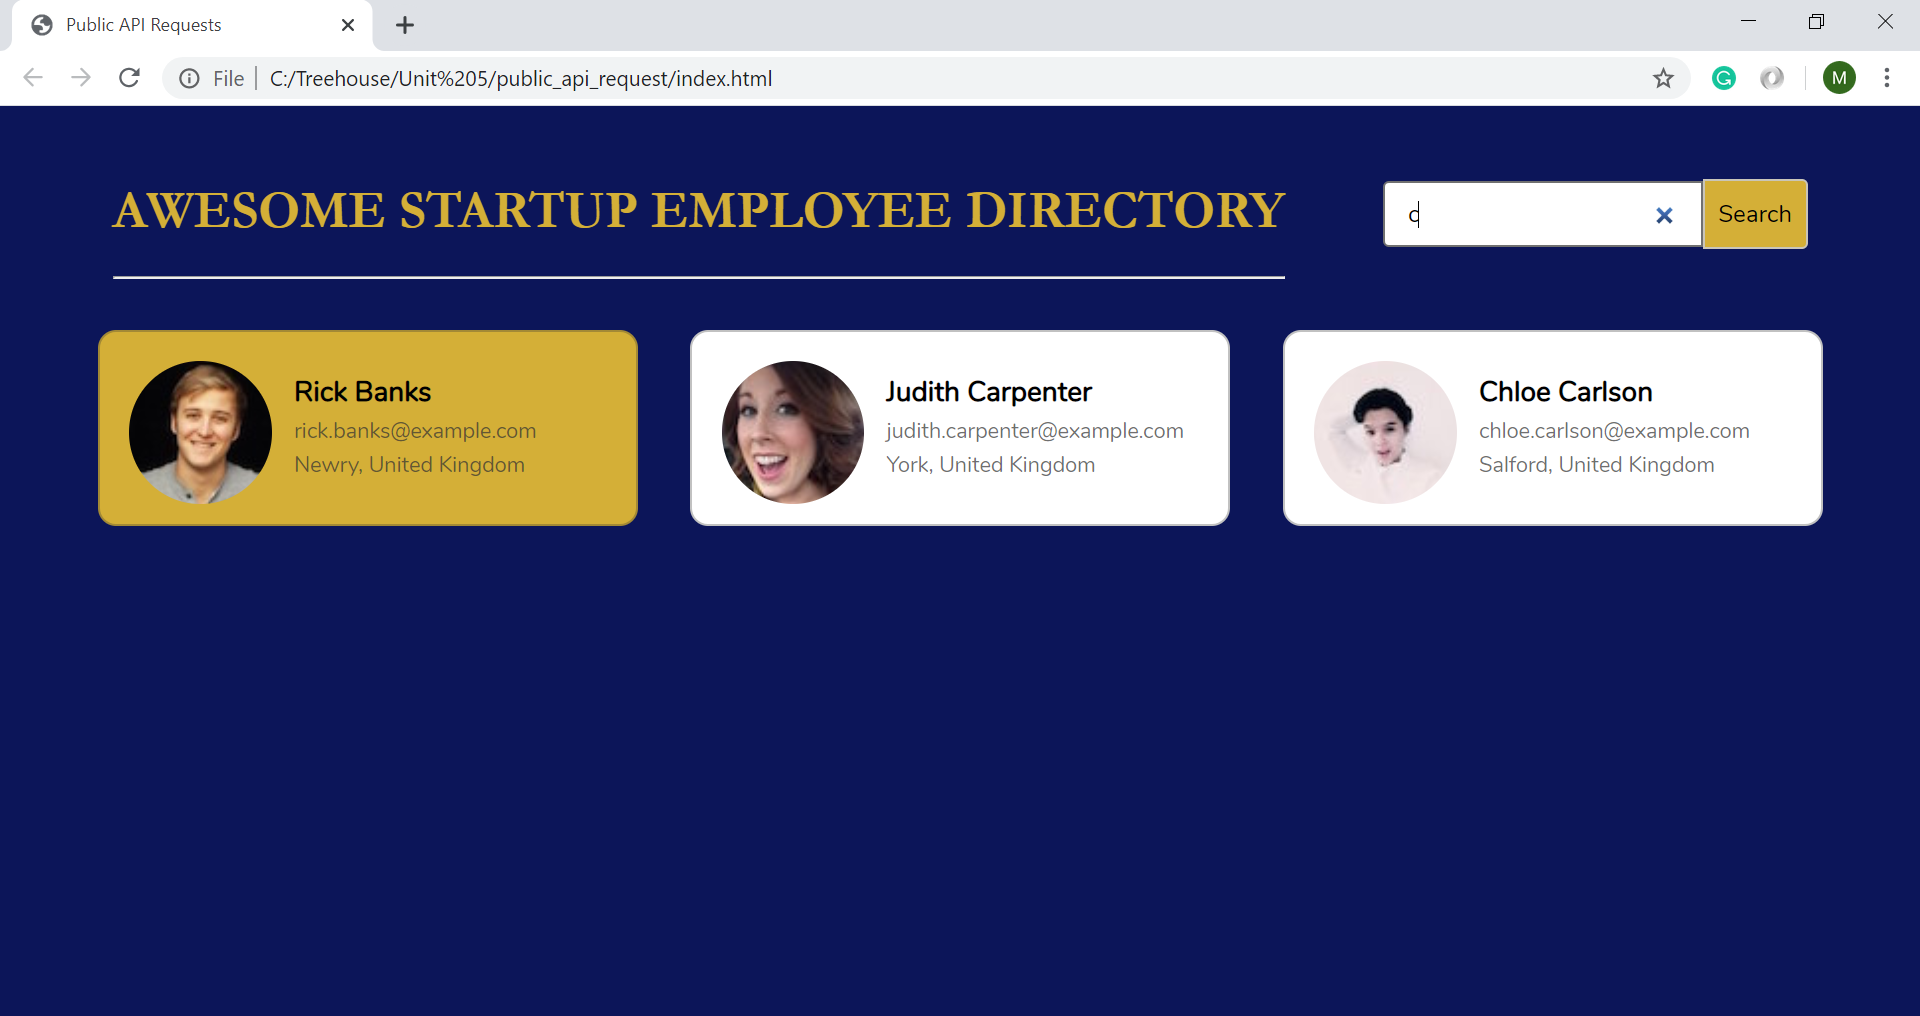 Public API Requests
File
C:/Treehouse/Unit%205/public_api_request/index.html
M
AWESOME STARTUP EMPLOYEE DIRECTORY
c
Search
Rick Banks
rick.banks@example.com
Newry, United Kingdom
Judith Carpenter
judith.carpenter@example.com
York, United Kingdom
Chloe Carlson
chloe.carlson@example.com
Salford, United Kingdom